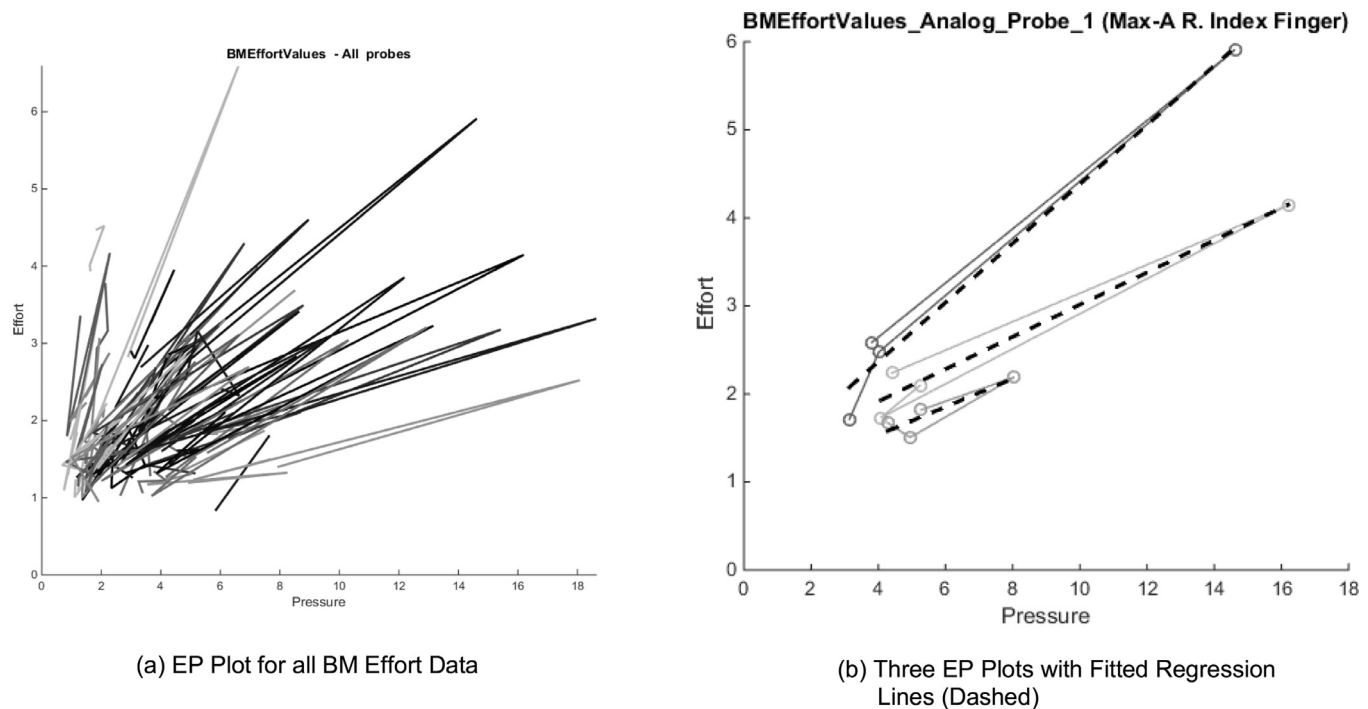 BMEffortValues - All probes
6
5
4
3
2
1
0
Effort
0 2 4 6 8 10 12 14 16 18
Pressure
(a) EP Plot for all BM Effort Data
BMEffortValues_Analog_Probe_1 (Max-A R. Index Finger)
6
5
4
3
2
1
0
Effort
0 2 4 6 8 10 12 14 16 18
Pressure
(b) Three EP Plots with Fitted Regression
Lines (Dashed)